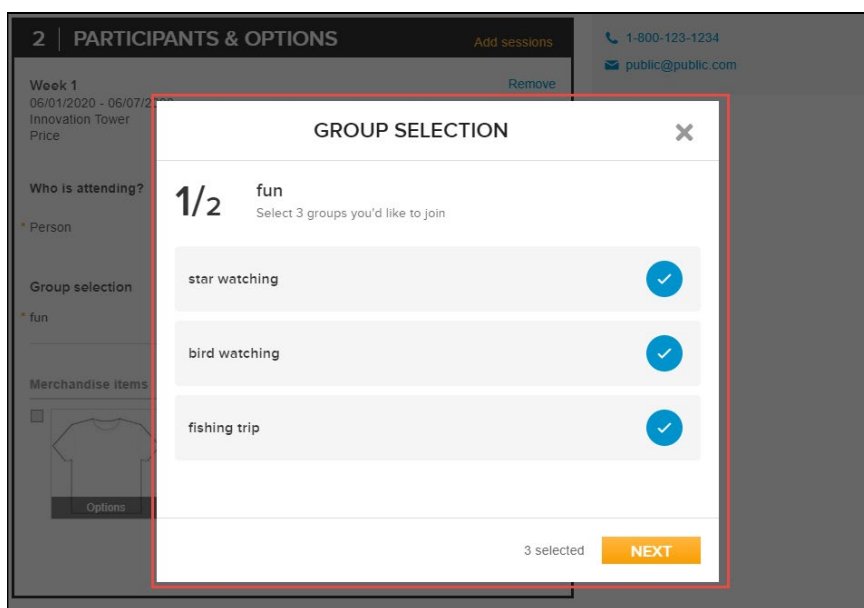 2 | PARTICIPANTS & OPTIONS
Add sessions
1-800-123-1234
public@public.com
Week 1
Remove
06/01/2020 - 06/07/2
Innovation Tower
Price
Who is attending?
* Person
Group selection
* fun
Merchandise items
Options
GROUP SELECTION
1/2
fun
Select 3 groups you'd like to join
star watching
bird watching
fishing trip
3 selected
NEXT